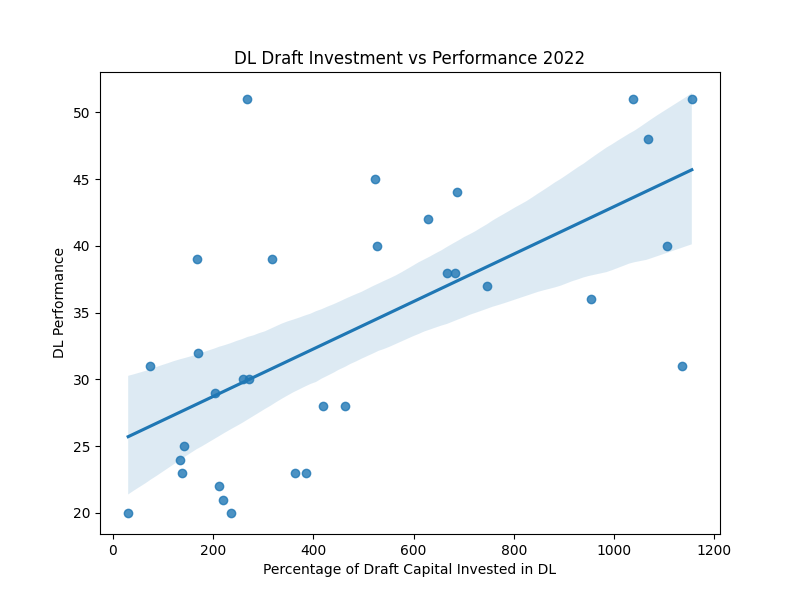 DL Draft Investment vs Performance 2022
50
45
40
35
30
25
20
DL Performance
0 200 400 600 800 1000 1200
Percentage of Draft Capital Invested in DL